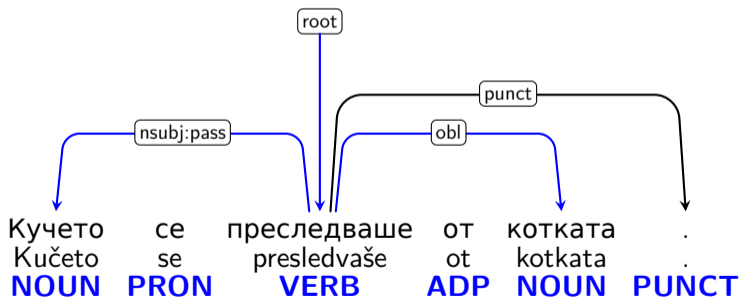 root
punct
nsubj:pass obl
Кучето се преследваше от котката .
Kučeto se presledvaše ot kotkata .
NOUN PRON VERB ADP NOUN PUNCT